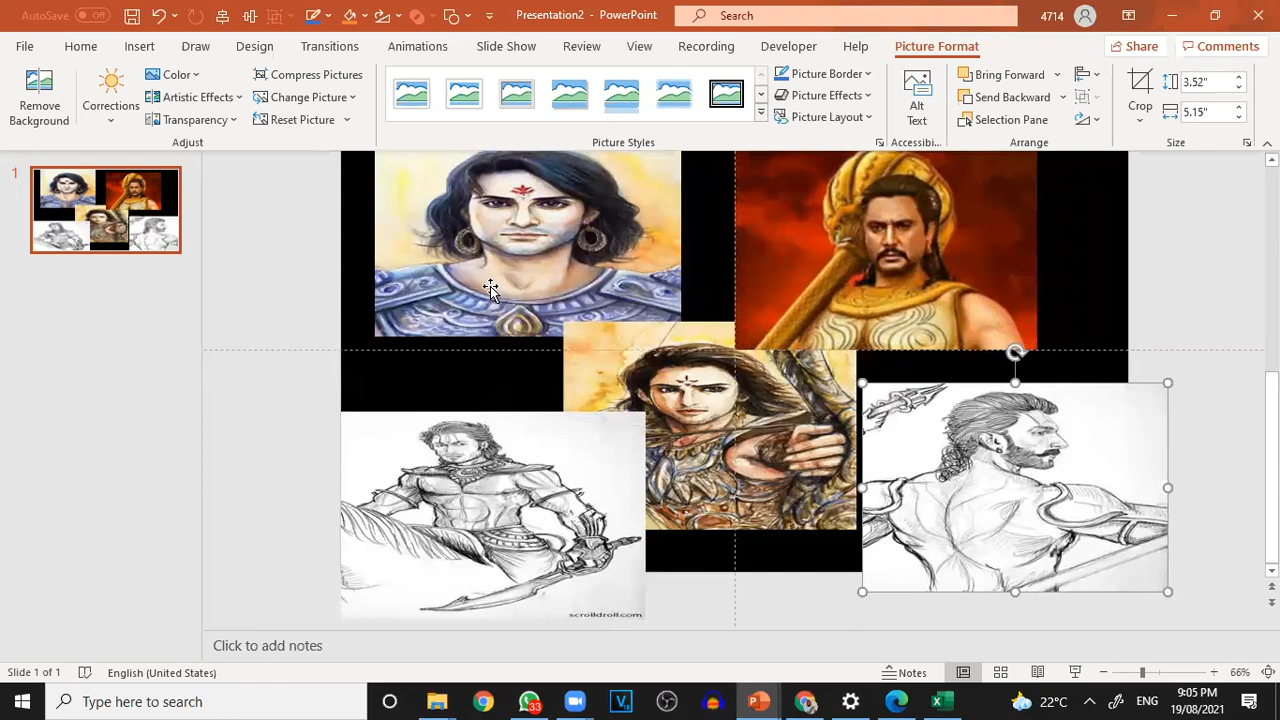 AutoSave Off Presentation2 - PowerPoint Search 4714
File Home Insert Draw Design Transitions Animations Slide Show Review View Recording Developer Help Picture Format Share Comments
Remove Background
Corrections
Color
Artistic Effects
Transparency
Compress Pictures
Change Picture
Reset Picture
Adjust
Picture Styles
Picture Border
Picture Effects
Picture Layout
Alt Text
Accessibi...
Bring Forward
Send Backward
Selection Pane
Arrange
Crop
3.52"
5.15"
Size
1
scrolldroll.com
Click to add notes
Slide 1 of 1 English (United States) Notes 66%
Type here to search 33 22°C ENG 9:05 PM
19/08/2021